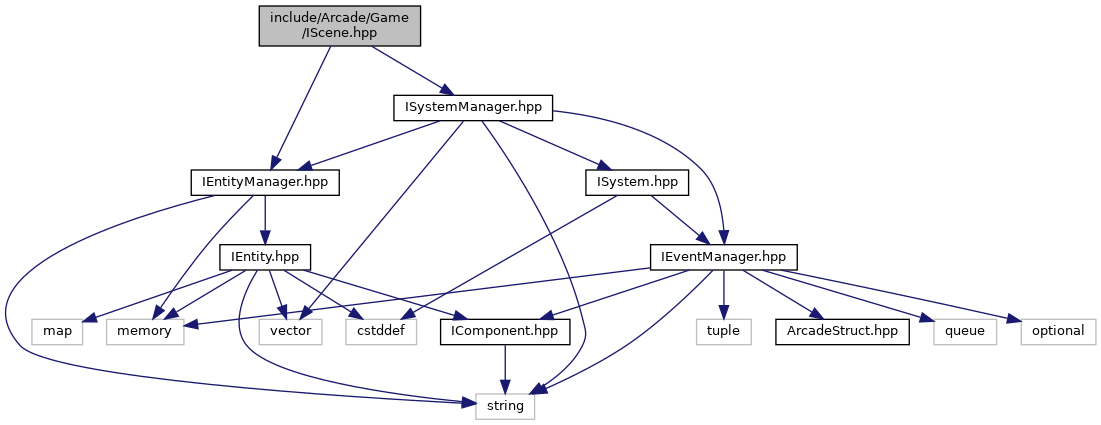 include/Arcade/Game
/IScene.hpp
ISystemManager.hpp
IEntityManager.hpp
ISystem.hpp
IEntity.hpp
IEventManager.hpp
map
memory
vector
cstddef
IComponent.hpp
tuple
ArcadeStruct.hpp
queue
optional
string